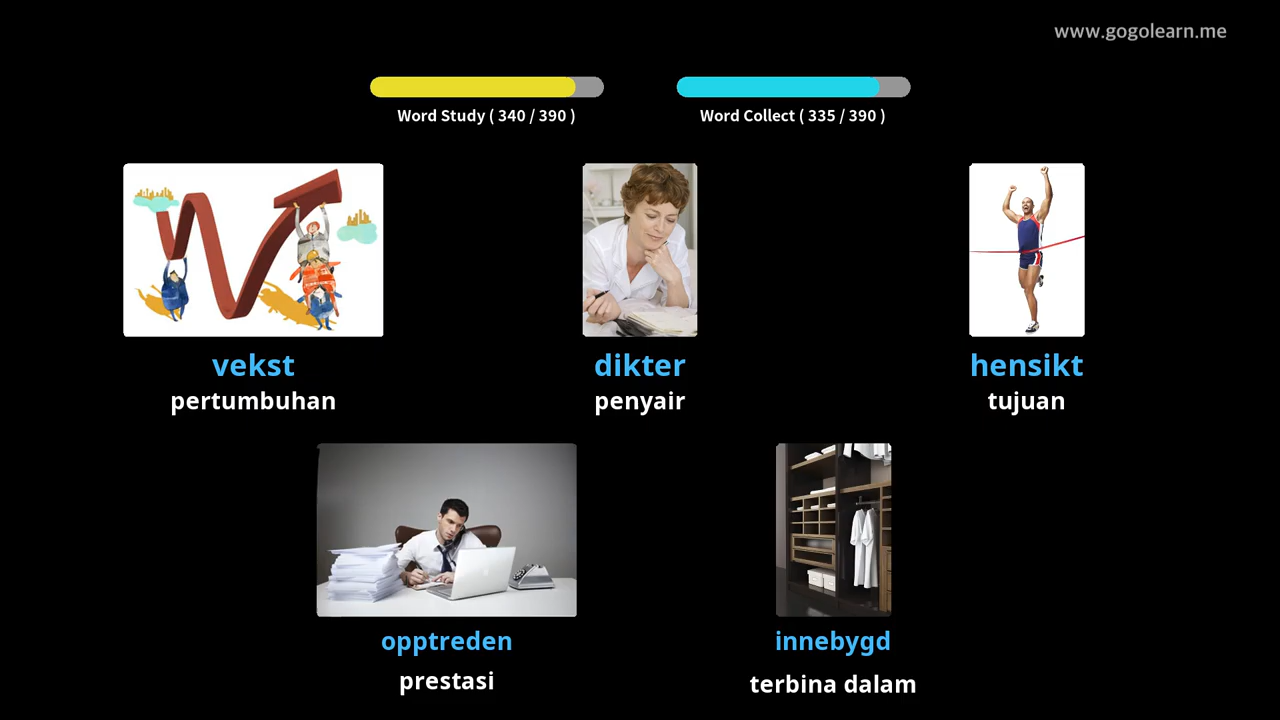 www.gogolearn.me
Word Study ( 340 / 390 )
Word Collect ( 335 / 390 )
vekst
pertumbuhan
dikter
penyair
hensikt
tujuan
opptreden
prestasi
innebygd
terbina dalam